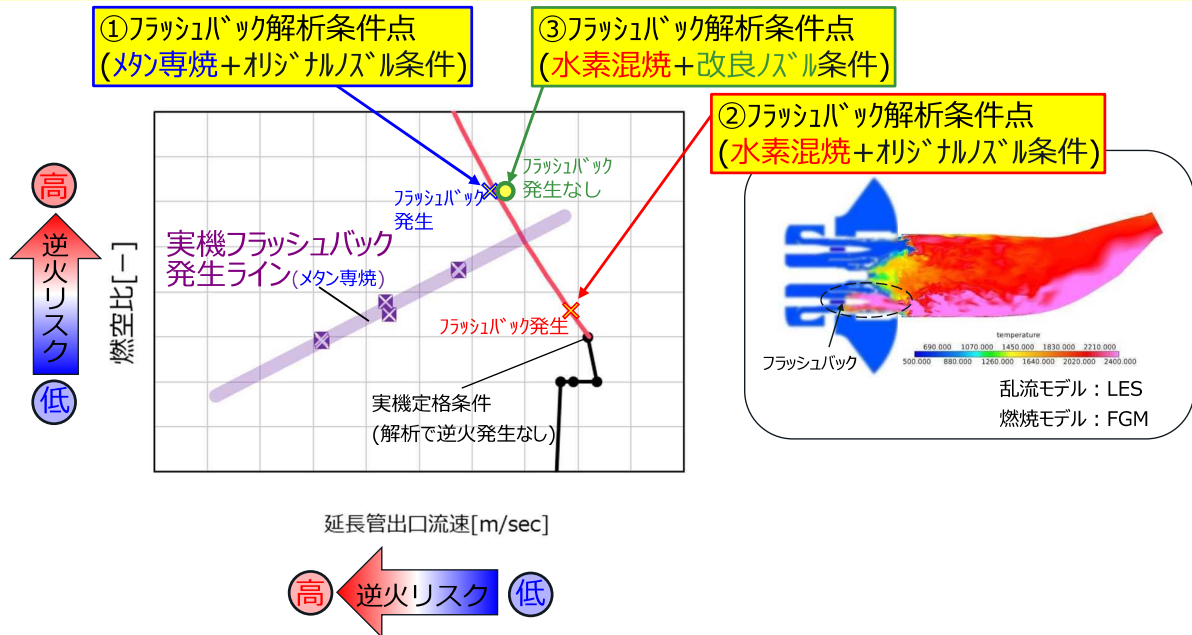 ①フラッシュバック解析条件点
(メタン専焼+オリジナルノズル条件)
③フラッシュバック解析条件点
(水素混焼+改良ノズル条件)
②フラッシュバック解析条件点
(水素混焼+オリジナルノズル条件)
高
逆火リスク
低
燃空比[ー]
フラッシュバック
発生
フラッシュバック
発生なし
実機フラッシュバック
発生ライン(メタン専焼)
フラッシュバック発生
実機定格条件
(解析で逆火発生なし)
延長管出口流速[m/sec]
高
逆火リスク
低
フラッシュバック
temperature
690.000 1070.000 1450.000 1830.000 2210.000
500.000 880.000 1260.000 1640.000 2020.000 2400.000
乱流モデル：LES
燃焼モデル：FGM